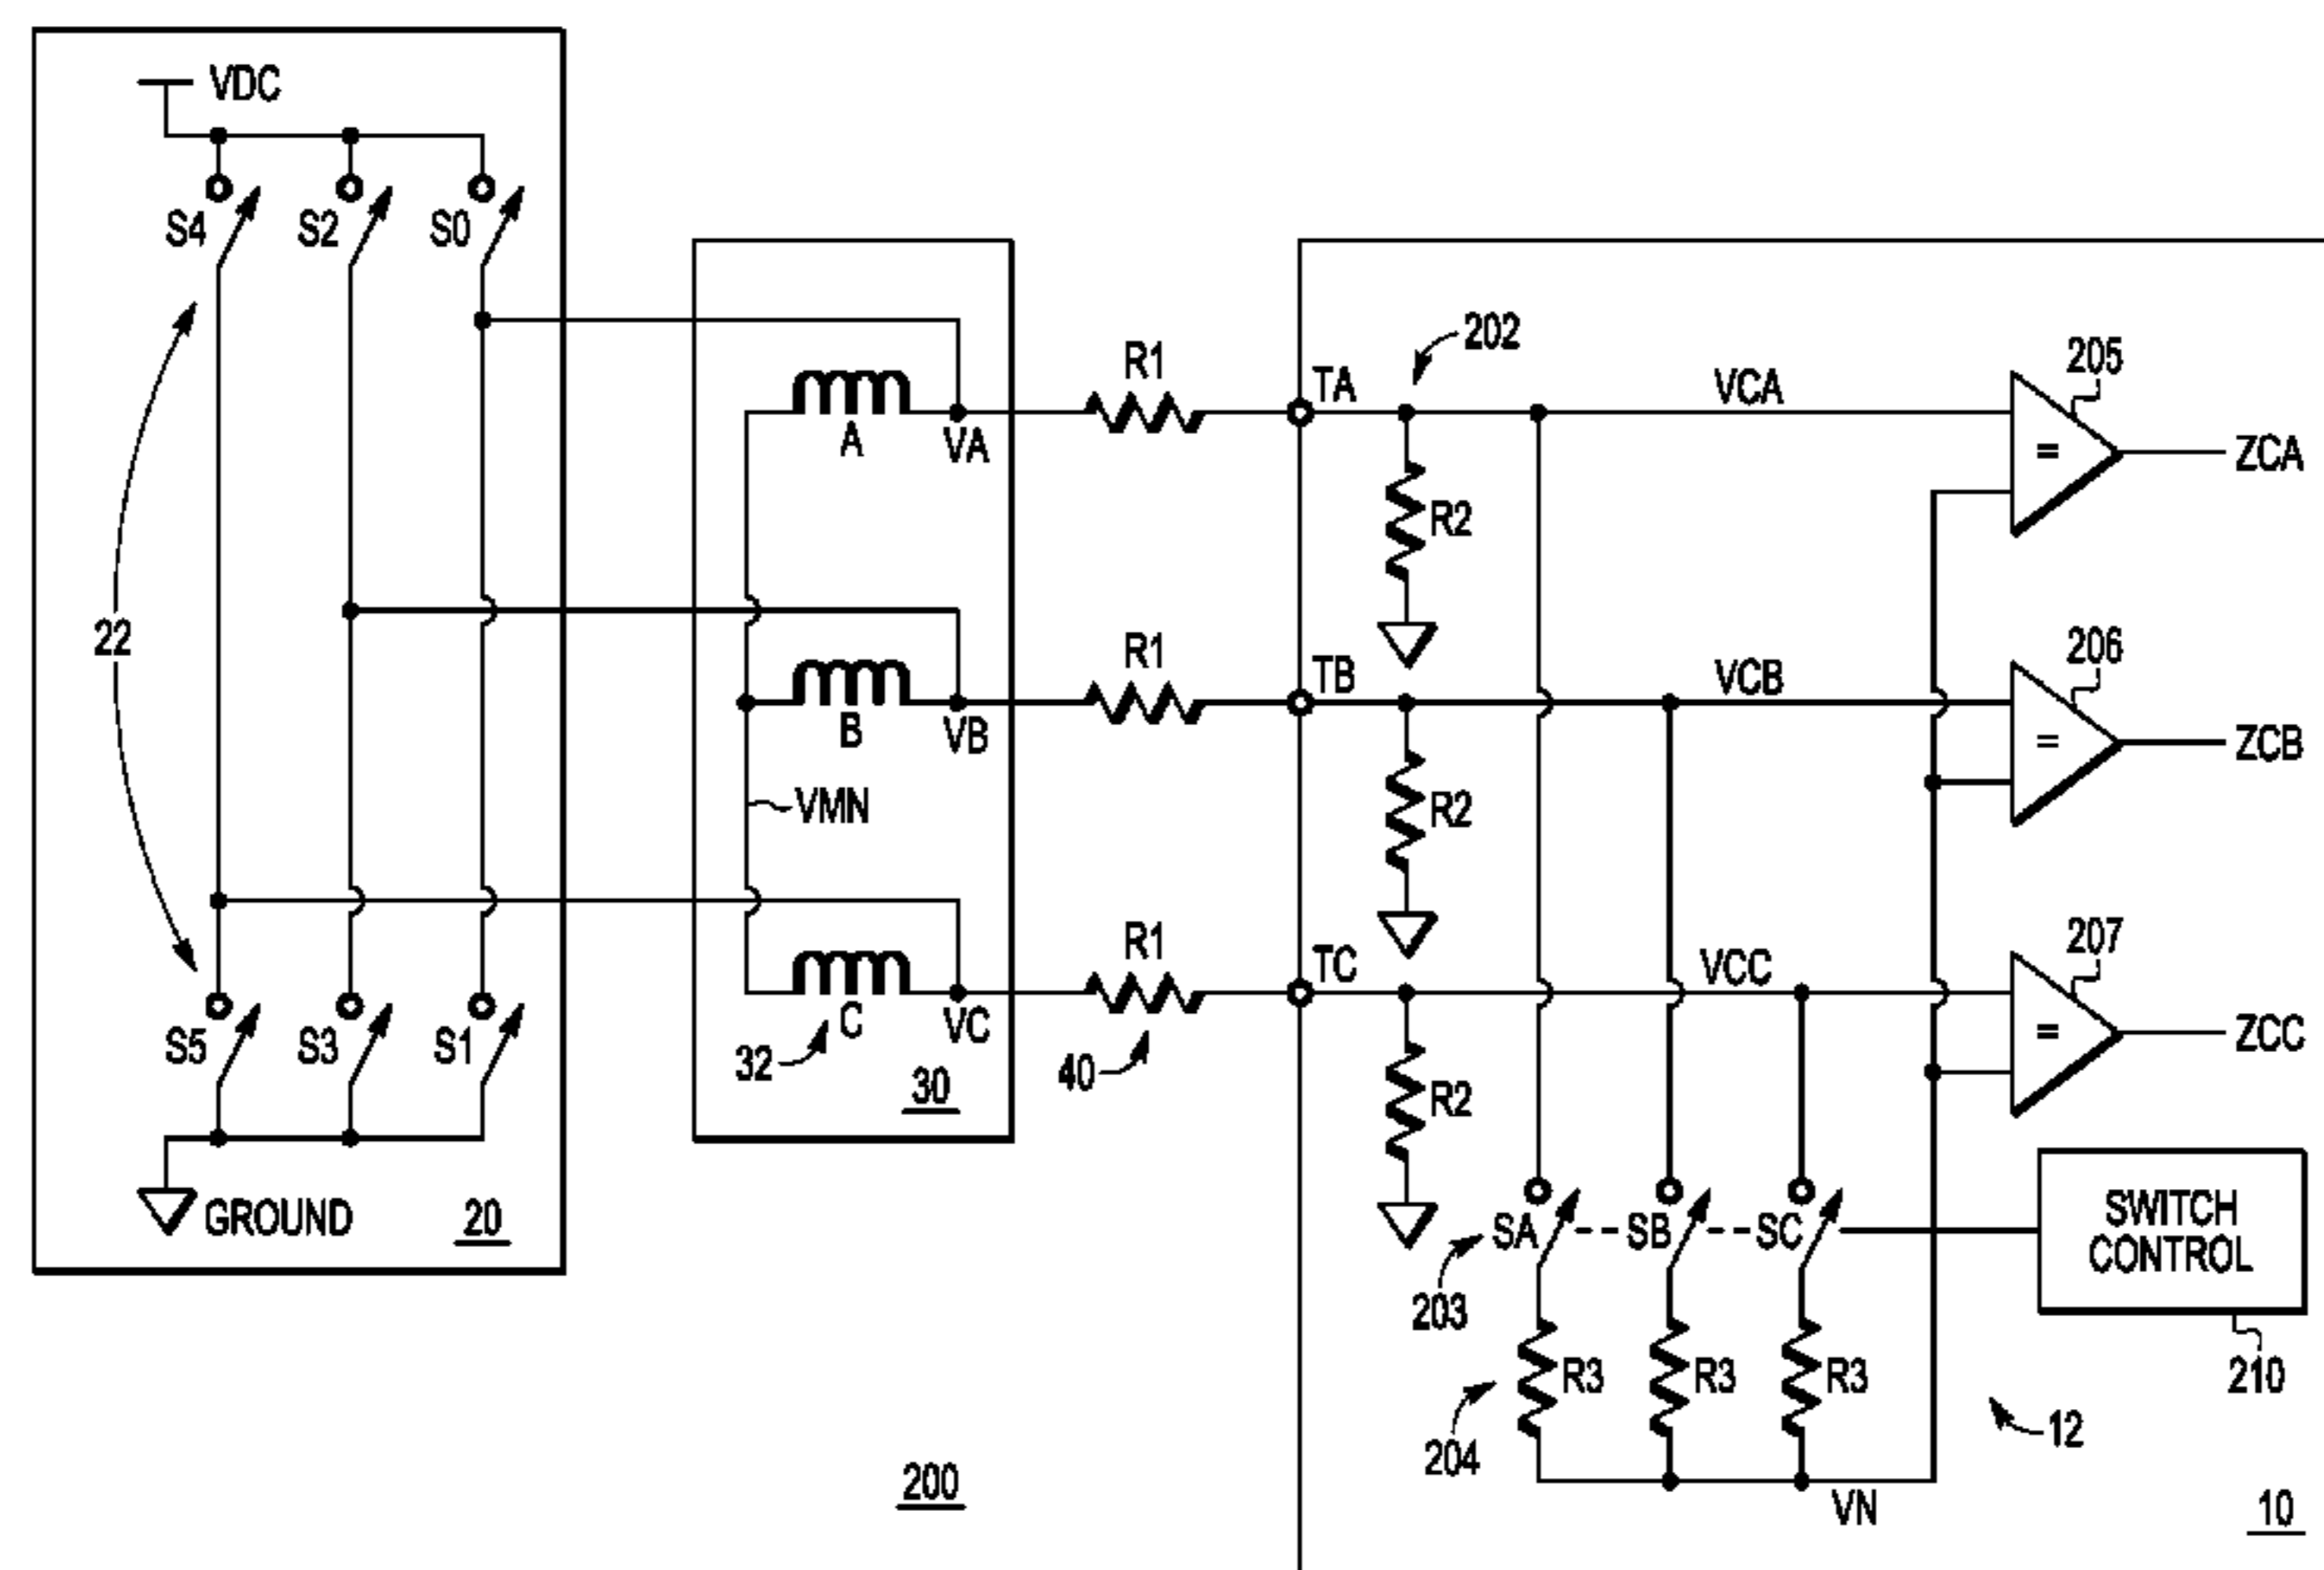 VDC
S4
S2
S0
22
S5
S3
S1
GROUND
20
A
VA
B
VB
VMN
C
VC
32
30
R1
R1
R1
40
200
TA
202
VCA
205
=
ZCA
R2
TB
VCB
206
=
ZCB
R2
TC
VCC
207
=
ZCC
R2
SA
SB
SC
203
SWITCH
CONTROL
210
R3
R3
R3
204
12
VN
10